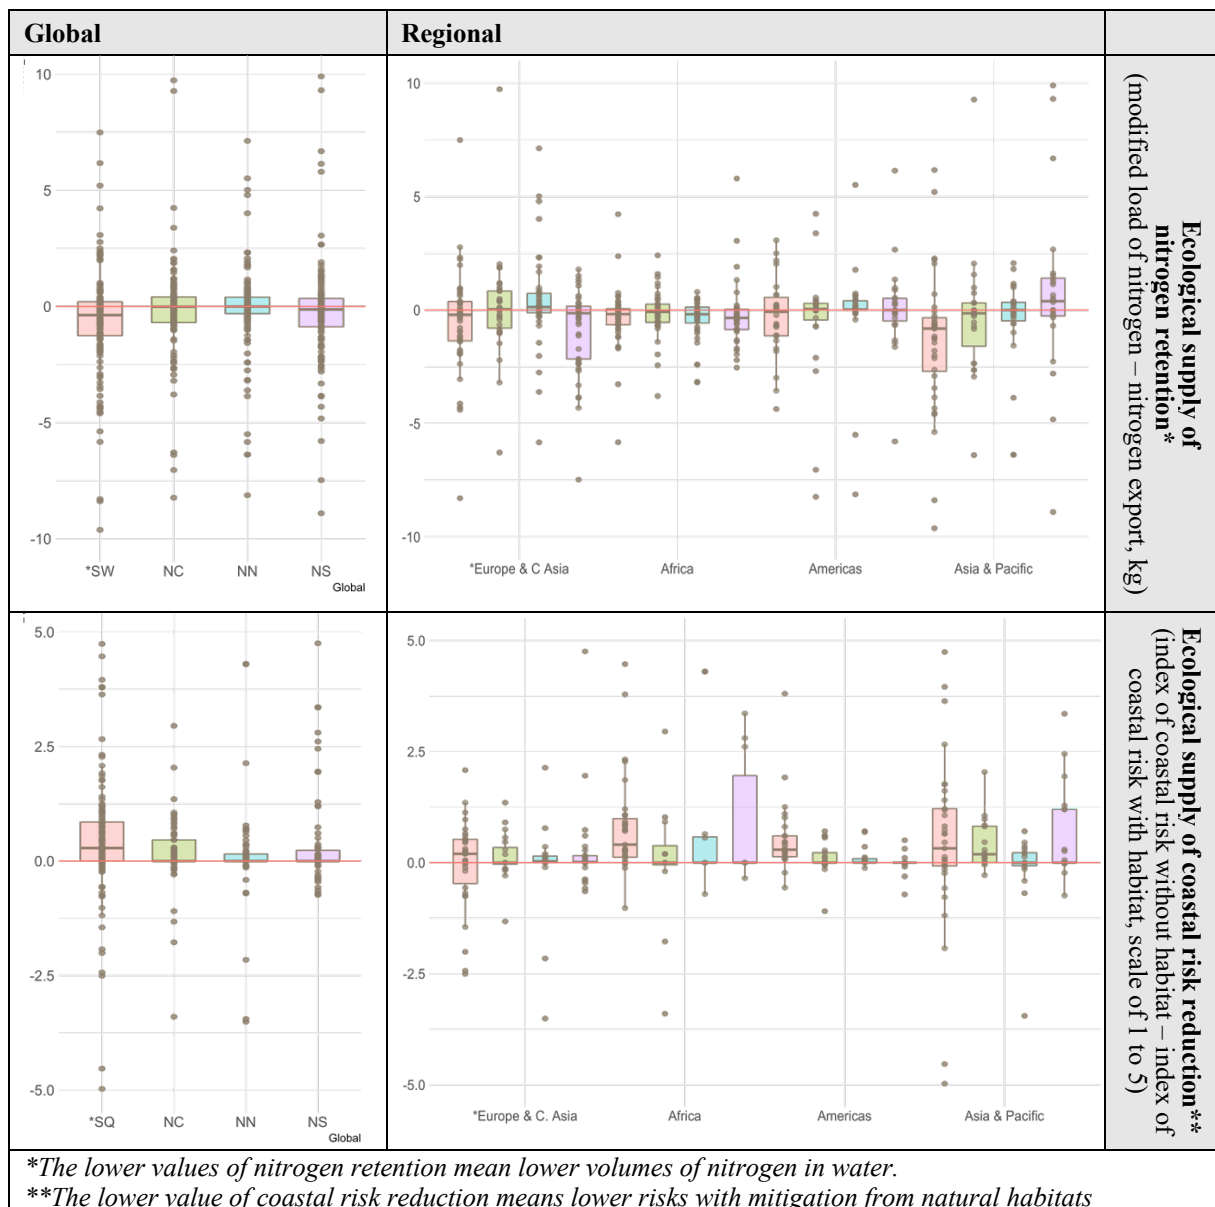 Global
Regional
10
5
0
-5
-10
*SW NC NN NS
Global
10
5
0
-5
-10
*Europe & C Asia Africa Americas Asia & Pacific
Ecological supply of
nitrogen retention*
(modified load of nitrogen – nitrogen export, kg)
5.0
2.5
0.0
-2.5
-5.0
*SQ NC NN NS
Global
5.0
2.5
0.0
-2.5
-5.0
*Europe & C. Asia Africa Americas Asia & Pacific
Ecological supply of coastal risk reduction**
(index of coastal risk without habitat – index of
coastal risk with habitat, scale of 1 to 5)
*The lower values of nitrogen retention mean lower volumes of nitrogen in water.
**The lower value of coastal risk reduction means lower risks with mitigation from natural habitats